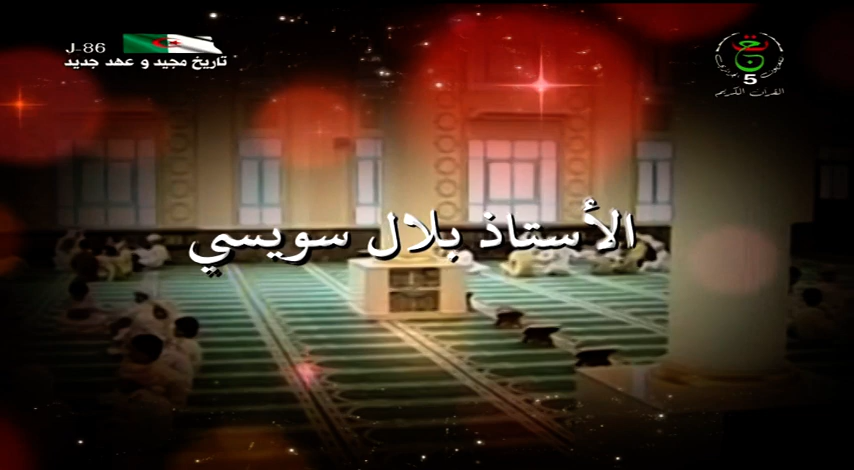 J-86
تاريخ مجيد و عهد جديد
5
القرآن الكريم
الأستاذ بلال سويسي